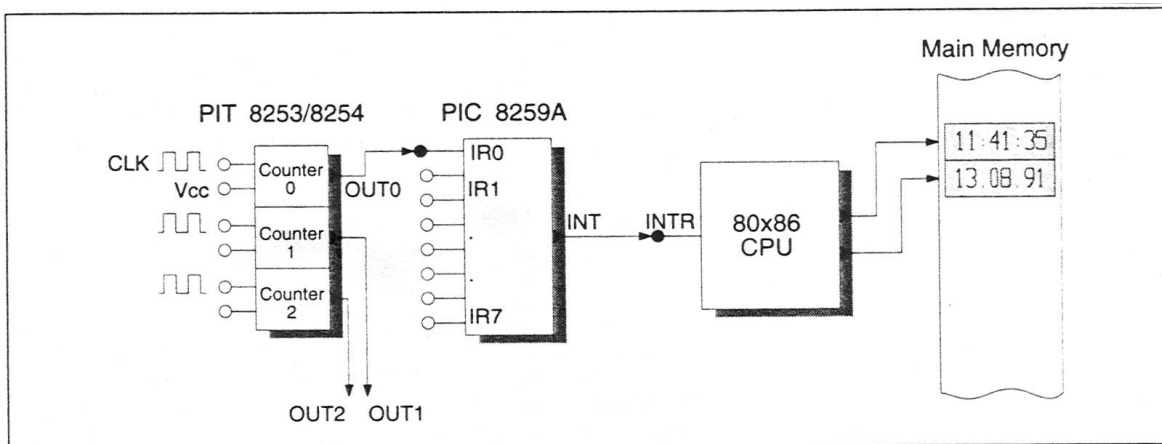 Main Memory
PIT 8253/8254
PIC 8259A
11:41:35
13.08.91
CLK
Vcc
Counter
0
OUT0
IR0
IR1
Counter
1
INT
INTR
80x86
CPU
.
.
Counter
2
IR7
OUT2
OUT1